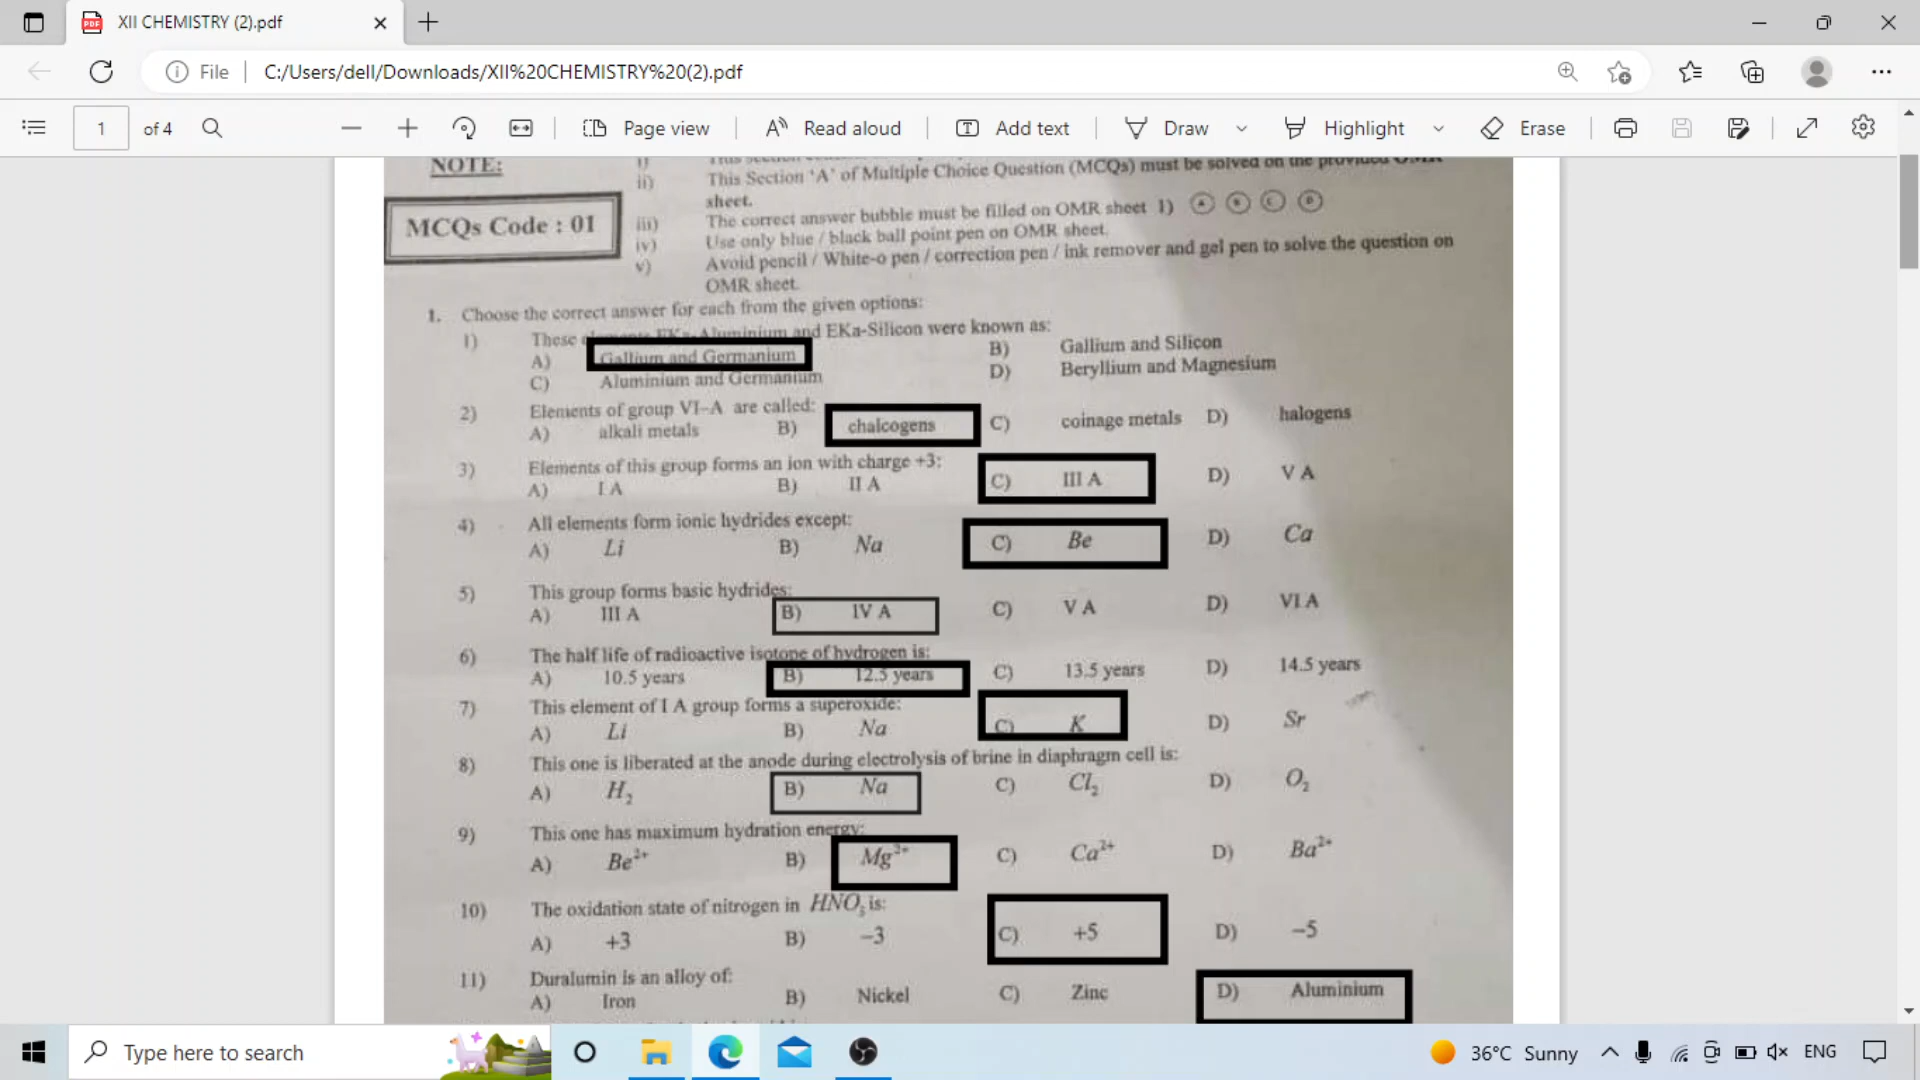 XII CHEMISTRY (2).pdf
File C:/Users/dell/Downloads/XII%20CHEMISTRY%20(2).pdf
1 of 4 Page view Read aloud Add text Draw Highlight Erase
NOTE: i)
ii) This Section 'A' of Multiple Choice Question (MCQs) must be solved on the provided OMR
sheet.
MCQs Code : 01
iii) The correct answer bubble must be filled on OMR sheet 1) A B C D
iv) Use only blue / black ball point pen on OMR sheet.
v) Avoid pencil / White-o pen / correction pen / ink remover and gel pen to solve the question on
OMR sheet.
1. Choose the correct answer for each from the given options:
1) These elements EKa-Aluminium and EKa-Silicon were known as:
A) Gallium and Germanium B) Gallium and Silicon
C) Aluminium and Germanium D) Beryllium and Magnesium
2) Elements of group VI–A are called:
A) alkali metals B) chalcogens C) coinage metals D) halogens
3) Elements of this group forms an ion with charge +3:
A) I A B) II A C) III A D) V A
4) All elements form ionic hydrides except:
A) Li B) Na C) Be D) Ca
5) This group forms basic hydrides:
A) III A B) IV A C) V A D) VI A
6) The half life of radioactive isotope of hydrogen is:
A) 10.5 years B) 12.5 years C) 13.5 years D) 14.5 years
7) This element of I A group forms a superoxide:
A) Li B) Na C) K D) Sr
8) This one is liberated at the anode during electrolysis of brine in diaphragm cell is:
A) H₂ B) Na C) Cl₂ D) O₂
9) This one has maximum hydration energy:
A) Be²⁺ B) Mg²⁺ C) Ca²⁺ D) Ba²⁺
10) The oxidation state of nitrogen in HNO₃ is:
A) +3 B) −3 C) +5 D) −5
11) Duralumin is an alloy of:
A) Iron B) Nickel C) Zinc D) Aluminium
Type here to search 36°C Sunny ENG